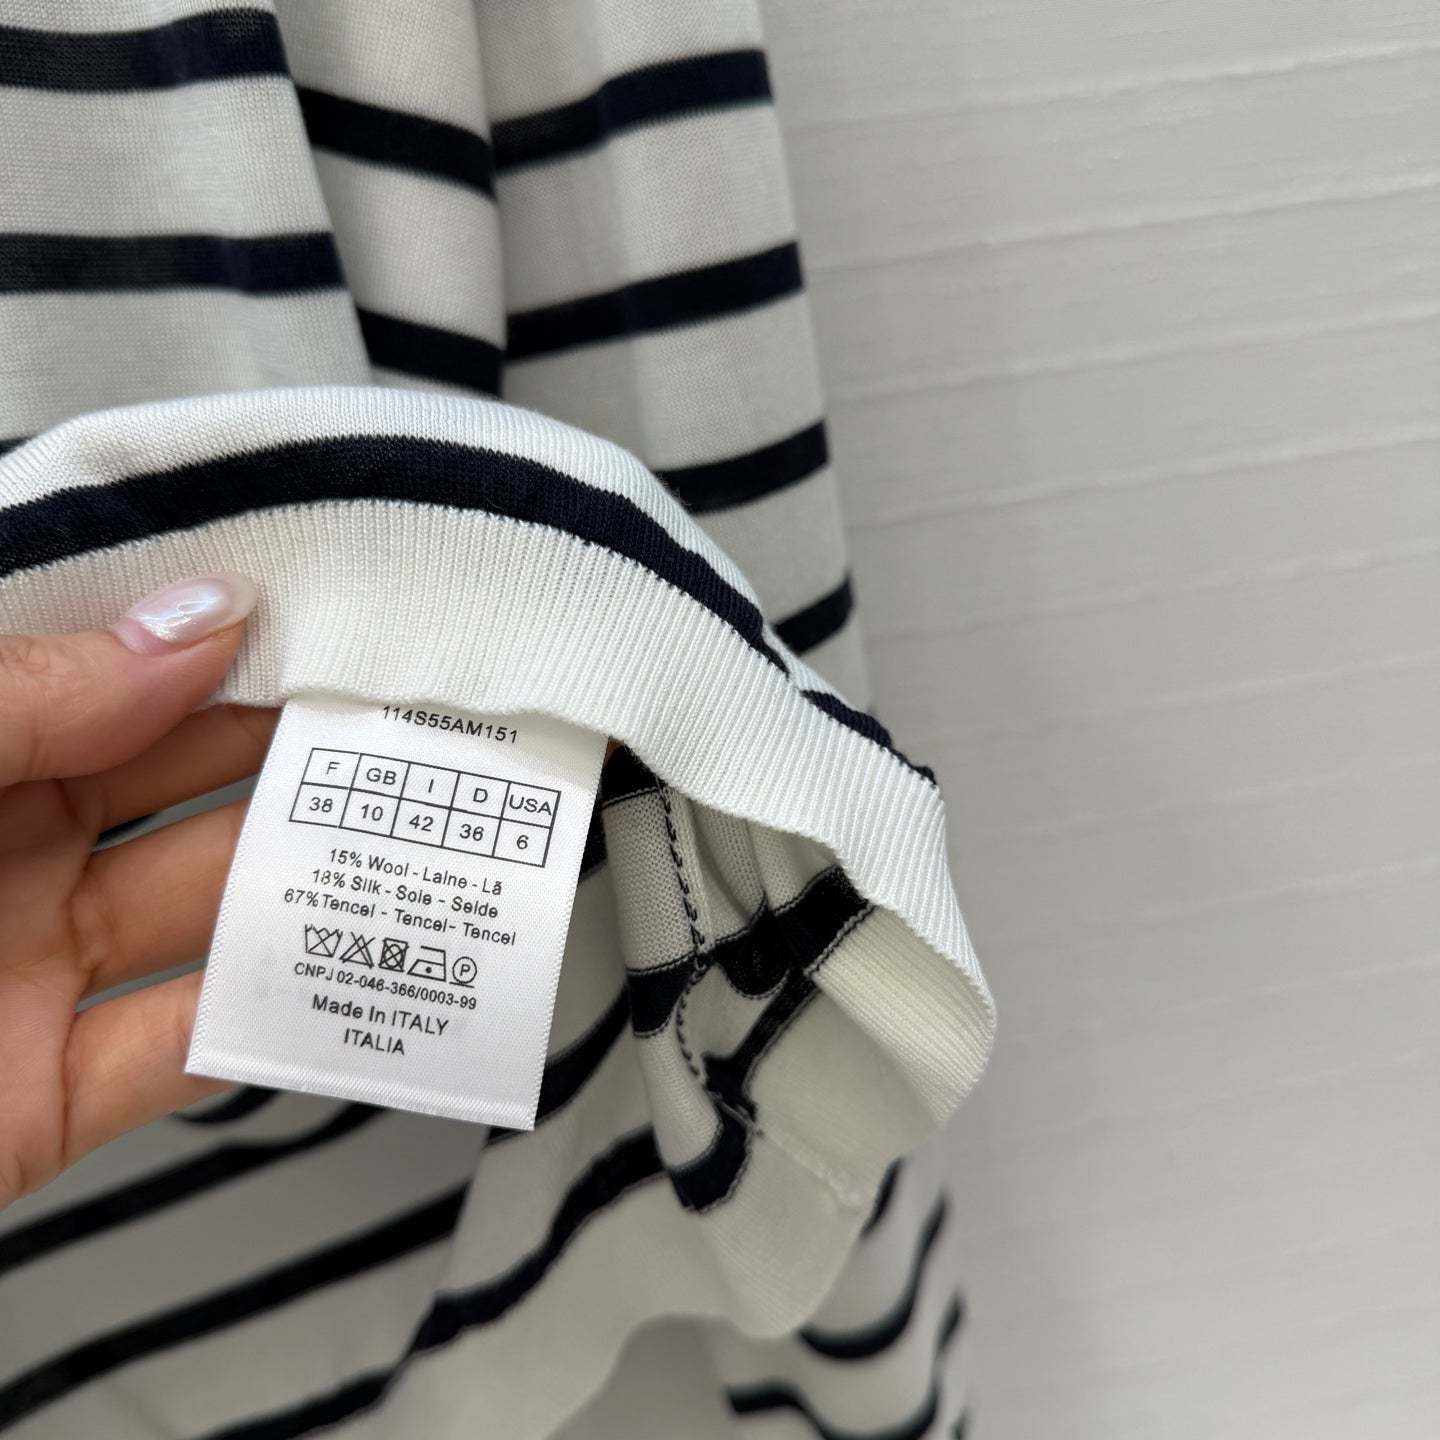 114S55AM151
F GB I D USA
38 10 42 36 6
15% Wool - Laine - Lã
18% Silk - Soie - Seide
67%Tencel - Tencel- Tencel
P
CNPJ 02-046-366/0003-99
Made In ITALY
ITALIA